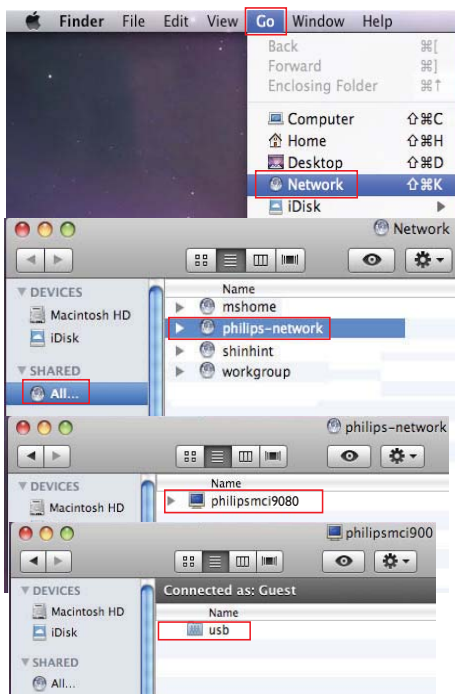 Finder File Edit View Go Window Help
Back ⌘[
Forward ⌘]
Enclosing Folder ⌘↑
Computer ⇧⌘C
Home ⇧⌘H
Desktop ⇧⌘D
Network ⇧⌘K
iDisk
Network
DEVICES
Macintosh HD
iDisk
SHARED
All...
Name
mshome
philips-network
shinhint
workgroup
philips-network
DEVICES
Macintosh HD
Name
philipsmci9080
philipsmci900
DEVICES
Macintosh HD
iDisk
SHARED
All...
Connected as: Guest
Name
usb